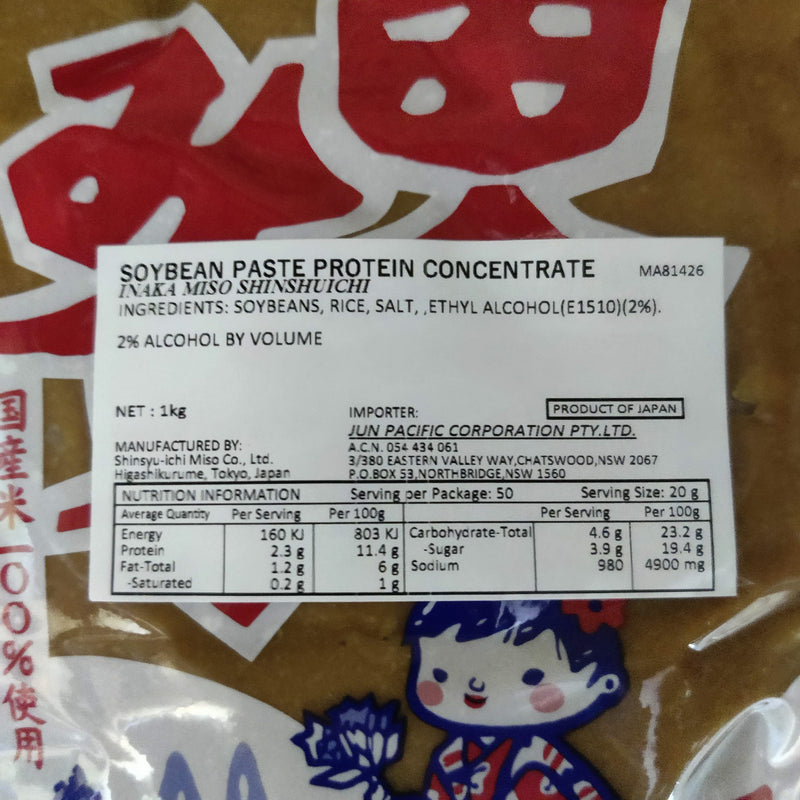 みそ
国産米100%使用
SOYBEAN PASTE PROTEIN CONCENTRATE MA81426
INAKA MISO SHINSHUICHI
INGREDIENTS: SOYBEANS, RICE, SALT, ,ETHYL ALCOHOL(E1510)(2%).
2% ALCOHOL BY VOLUME
NET : 1kg
IMPORTER: PRODUCT OF JAPAN
JUN PACIFIC CORPORATION PTY.LTD.
MANUFACTURED BY: A.C.N. 054 434 061
Shinsyu-ichi Miso Co., Ltd. 3/380 EASTERN VALLEY WAY,CHATSWOOD,NSW 2067
Higashikurume, Tokyo, Japan P.O.BOX 53,NORTHBRIDGE,NSW 1560
NUTRITION INFORMATION Serving per Package: 50 Serving Size: 20 g
Average Quantity Per Serving Per 100g Per Serving Per 100g
Energy 160 KJ 803 KJ Carbohydrate-Total 4.6 g 23.2 g
Protein 2.3 g 11.4 g -Sugar 3.9 g 19.4 g
Fat-Total 1.2 g 6 g Sodium 980 4900 mg
-Saturated 0.2 g 1 g